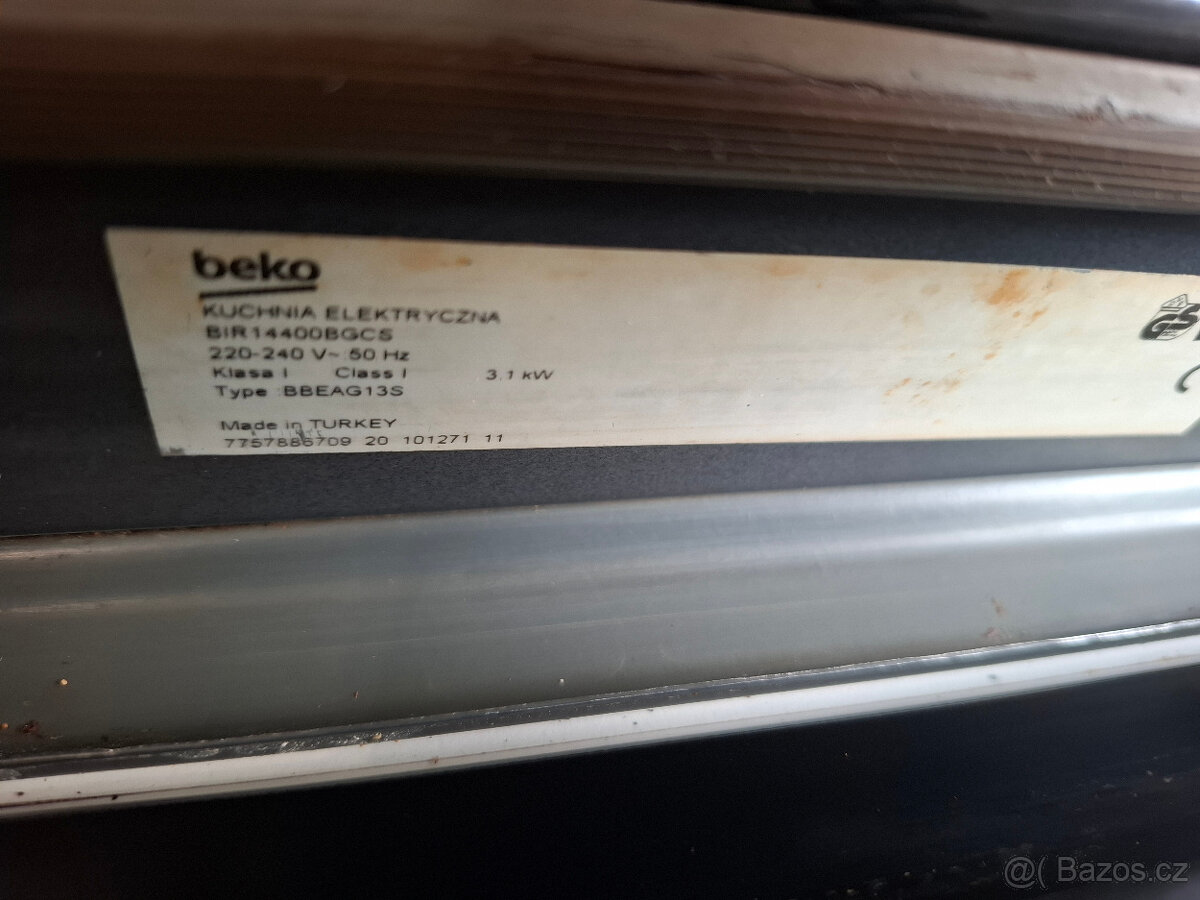 beko
KUCHNIA ELEKTRYCZNA
BIR14400BGCS
220-240 V~ 50 Hz
Klasa I Class I 3.1 kW
Type BBEAG13S
Made in TURKEY
7757886709 20 101271 11
GS
@( Bazos.cz